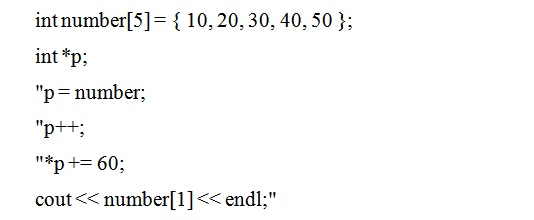 int number[5] = { 10, 20, 30, 40, 50 };
int *p;
"p = number;
"p++;
"*p += 60;
cout << number[1] << endl;"